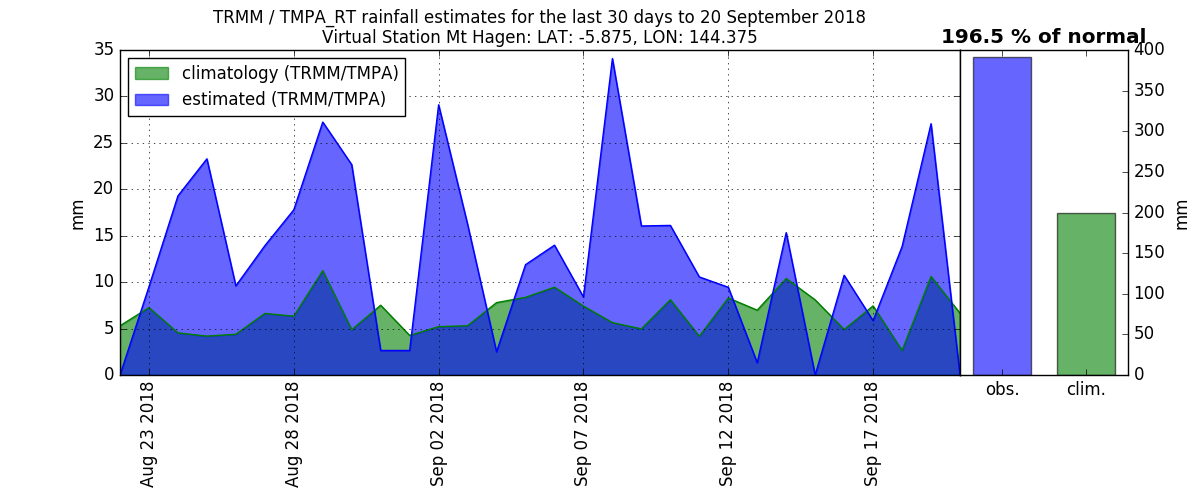 TRMM / TMPA_RT rainfall estimates for the last 30 days to 20 September 2018
Virtual Station Mt Hagen: LAT: -5.875, LON: 144.375
196.5 % of normal
climatology (TRMM/TMPA)
estimated (TRMM/TMPA)
35
30
25
20
15
10
5
0
mm
Aug 23 2018
Aug 28 2018
Sep 02 2018
Sep 07 2018
Sep 12 2018
Sep 17 2018
400
350
300
250
200
150
100
50
0
mm
obs.
clim.